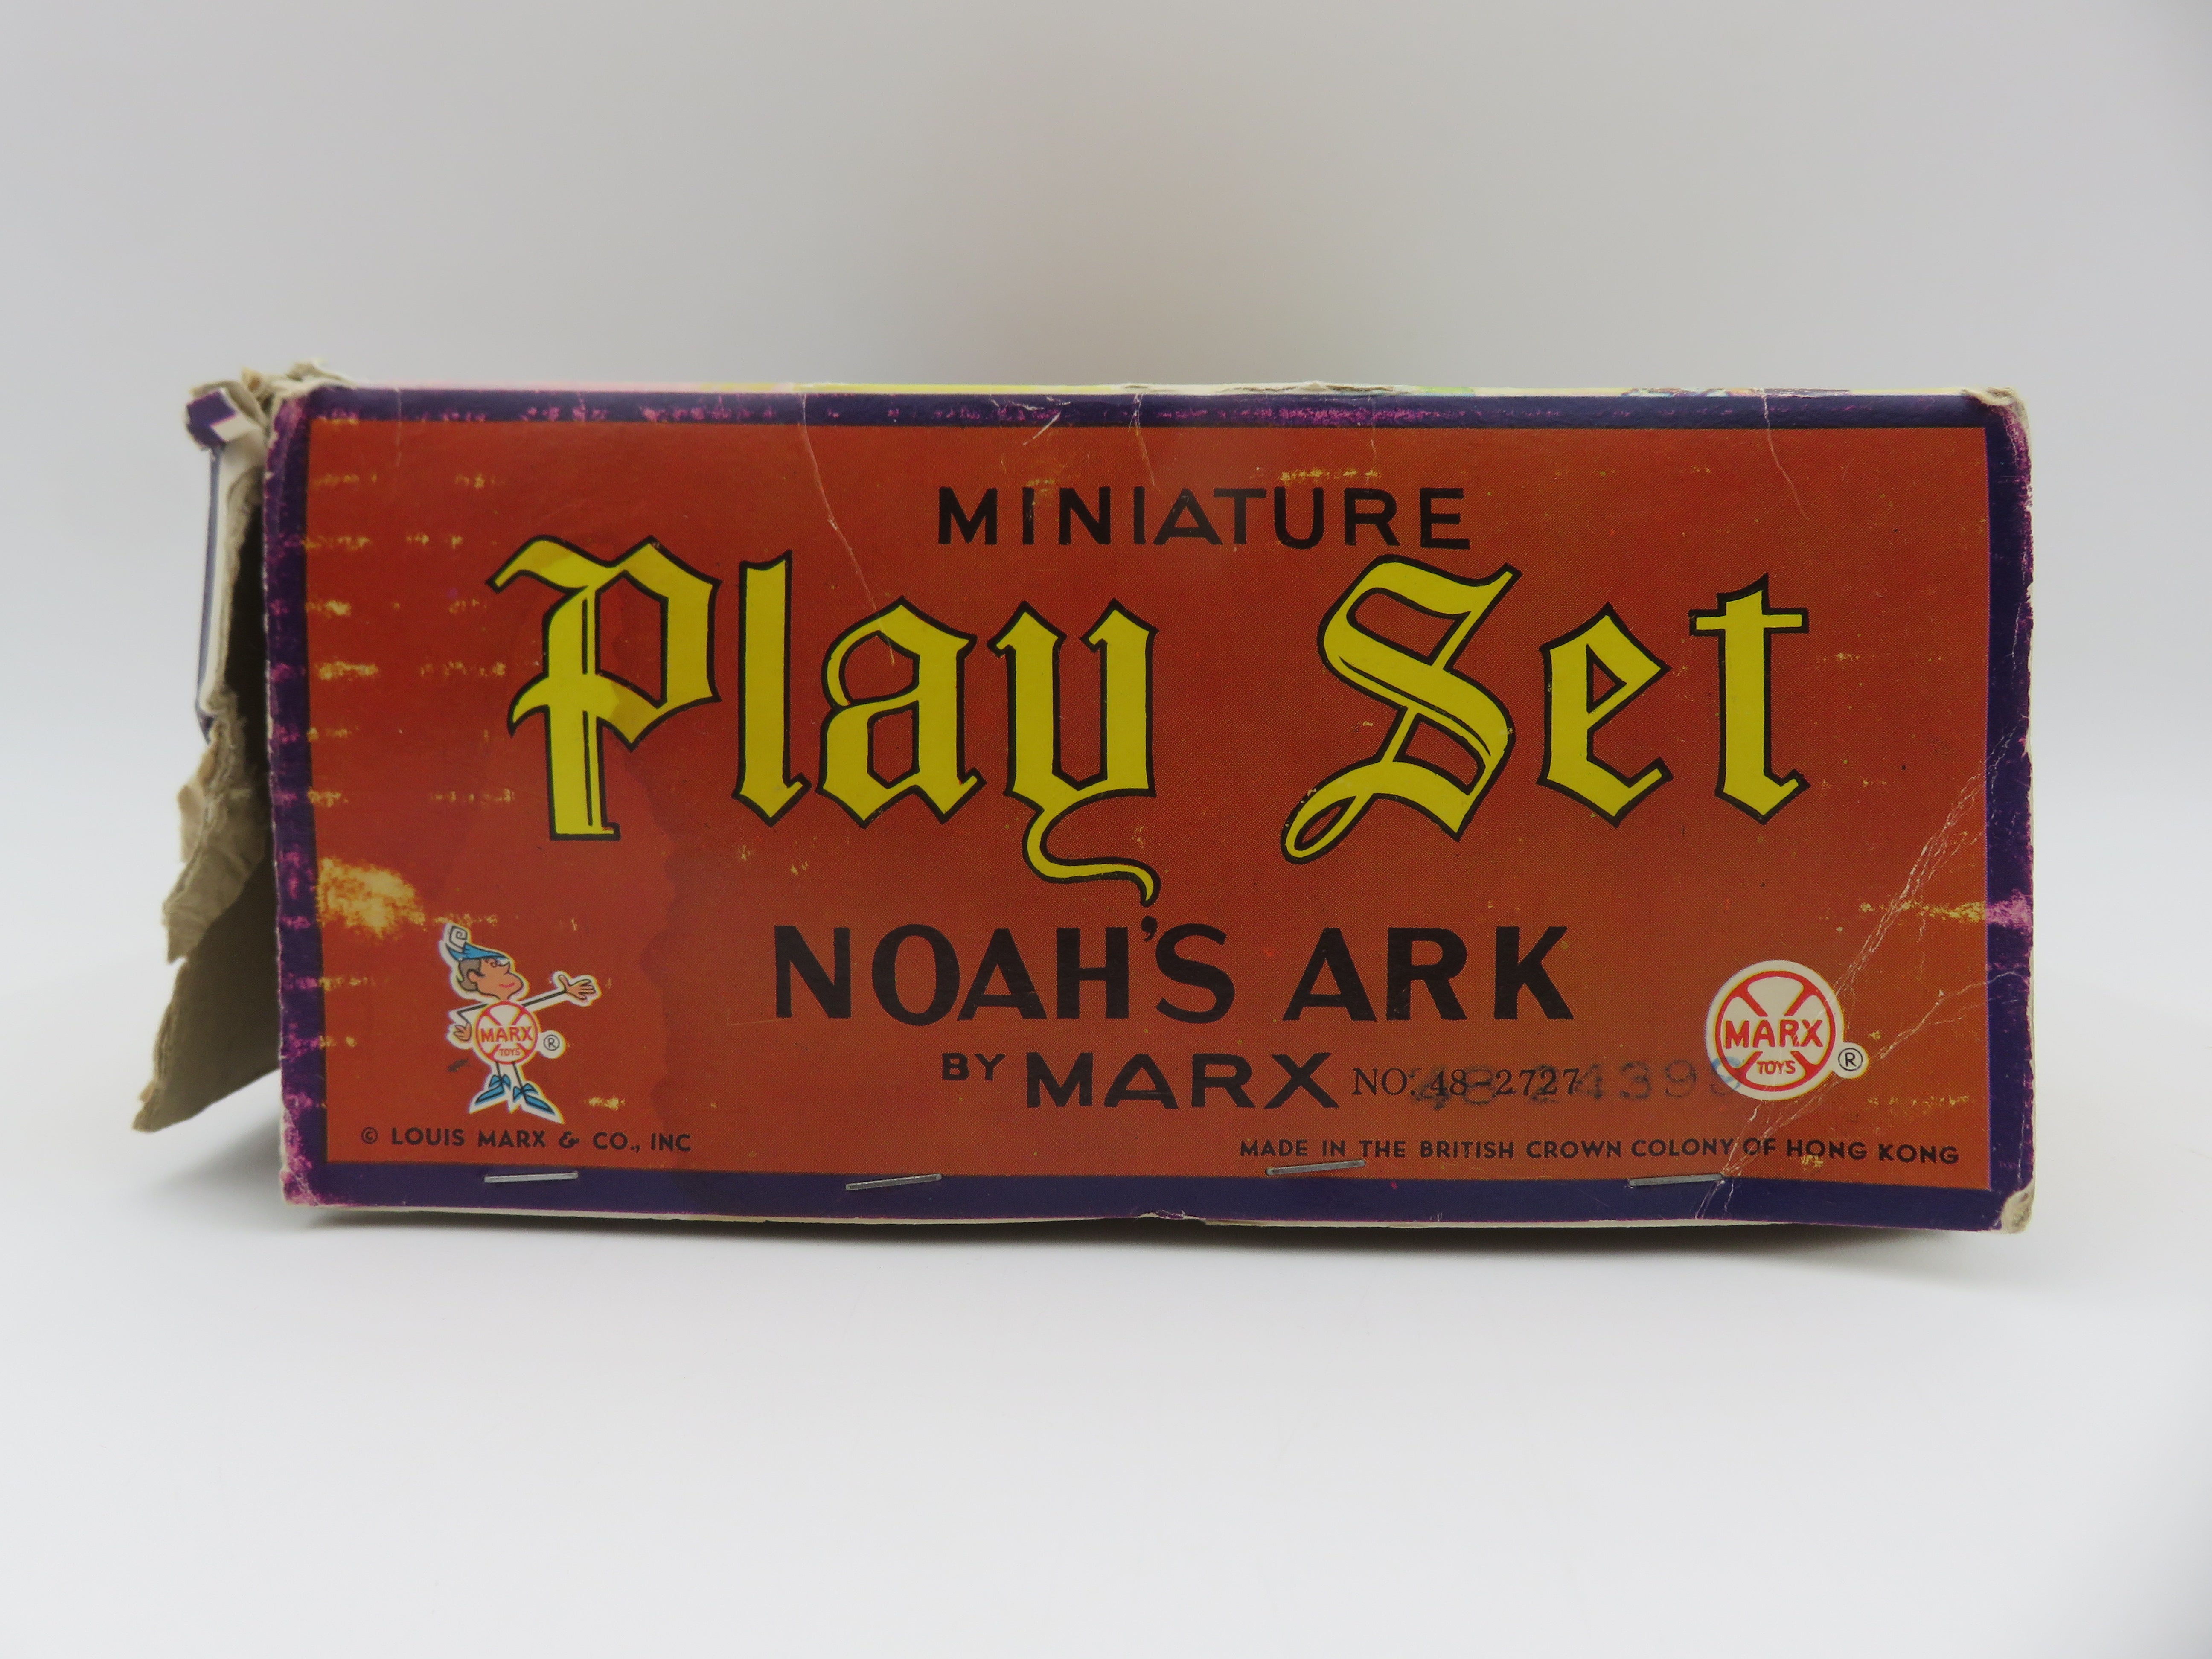 MINIATURE
Play Set
NOAH'S ARK
BY MARX NO. 48-2727
MARX
TOYS
®
MARX
TOYS
®
© LOUIS MARX & CO., INC
MADE IN THE BRITISH CROWN COLONY OF HONG KONG